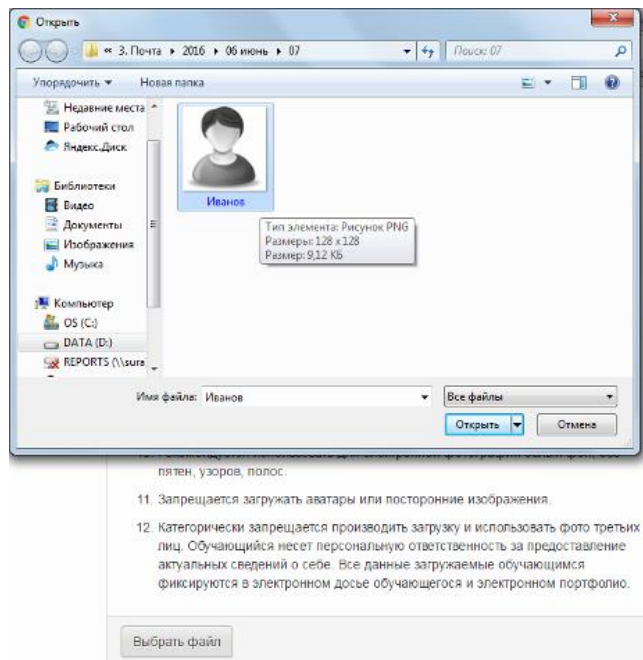 Открыть
« 3. Почта ▸ 2016 ▸ 06 июнь ▸ 07
Поиск: 07
Упорядочить ▼ Новая папка
Недавние места
Рабочий стол
Яндекс.Диск
Библиотеки
Видео
Документы
Изображения
Музыка
Компьютер
OS (C:)
DATA (D:)
REPORTS (\\sura
Иванов
Тип элемента: Рисунок PNG
Размеры: 128 x 128
Размер: 9,12 КБ
Имя файла: Иванов
Все файлы
Открыть
Отмена
пятен, узоров, полос.
11. Запрещается загружать аватары или посторонние изображения.
12. Категорически запрещается производить загрузку и использовать фото третьих
лиц. Обучающийся несет персональную ответственность за предоставление
актуальных сведений о себе. Все данные загружаемые обучающимся
фиксируются в электронном досье обучающегося и электронном портфолио.
Выбрать файл